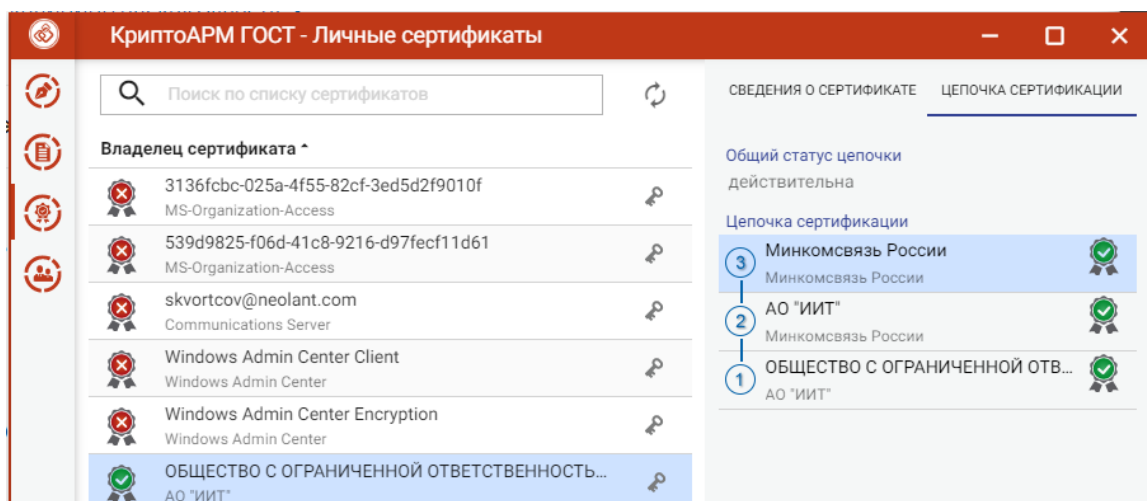 КриптоАРМ ГОСТ - Личные сертификаты
Поиск по списку сертификатов
Владелец сертификата
3136fcbc-025a-4f55-82cf-3ed5d2f9010f
MS-Organization-Access
539d9825-f06d-41c8-9216-d97fecf11d61
MS-Organization-Access
skvortcov@neolant.com
Communications Server
Windows Admin Center Client
Windows Admin Center
Windows Admin Center Encryption
Windows Admin Center
ОБЩЕСТВО С ОГРАНИЧЕННОЙ ОТВЕТСТВЕННОСТЬ...
АО "ИИТ"
СВЕДЕНИЯ О СЕРТИФИКАТЕ ЦЕПОЧКА СЕРТИФИКАЦИИ
Общий статус цепочки
действительна
Цепочка сертификации
3 Минкомсвязь России
Минкомсвязь России
2 АО "ИИТ"
Минкомсвязь России
1 ОБЩЕСТВО С ОГРАНИЧЕННОЙ ОТВ...
АО "ИИТ"